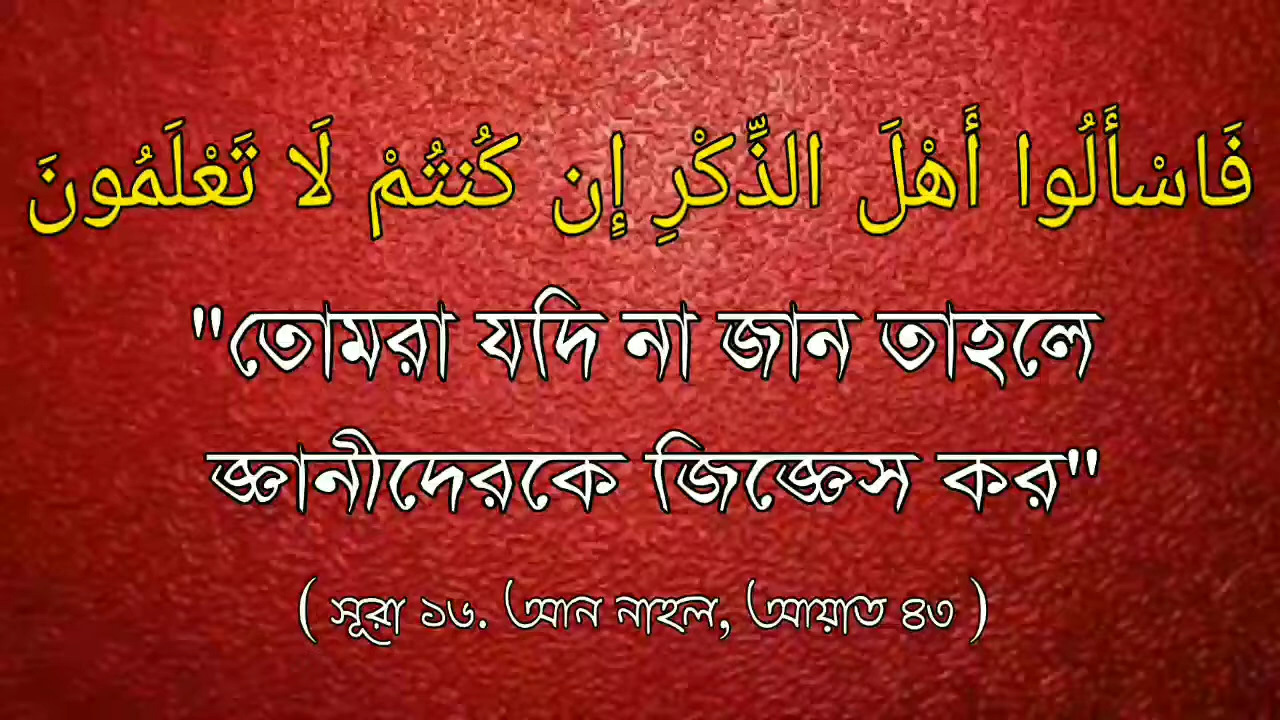 فَاسْأَلُوا أَهْلَ الذِّكْرِ إِن كُنتُمْ لَا تَعْلَمُونَ
"তোমরা যদি না জান তাহলে
জ্ঞানীদেরকে জিজ্ঞেস কর"
( সূরা ১৬. আন নাহল, আয়াত ৪৩ )